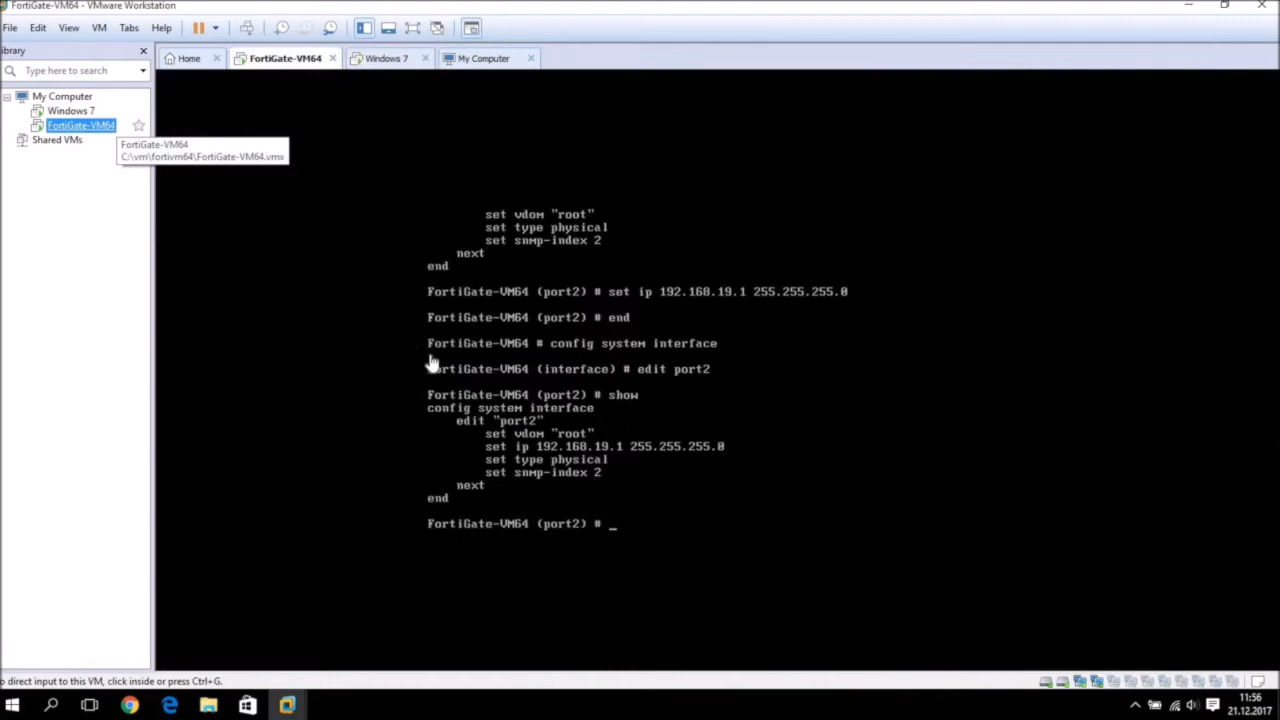 FortiGate-VM64 - VMware Workstation
File Edit View VM Tabs Help
ibrary
Type here to search
Home
FortiGate-VM64
Windows 7
My Computer
My Computer
Windows 7
FortiGate-VM64
Shared VMs
FortiGate-VM64
C:\vm\fortivm64\FortiGate-VM64.vmx
set vdom "root"
set type physical
set snmp-index 2
next
end
FortiGate-VM64 (port2) # set ip 192.168.19.1 255.255.255.0
FortiGate-VM64 (port2) # end
FortiGate-VM64 # config system interface
FortiGate-VM64 (interface) # edit port2
FortiGate-VM64 (port2) # show
config system interface
edit "port2"
set vdom "root"
set ip 192.168.19.1 255.255.255.0
set type physical
set snmp-index 2
next
end
FortiGate-VM64 (port2) # _
o direct input to this VM, click inside or press Ctrl+G.
11:56
21.12.2017